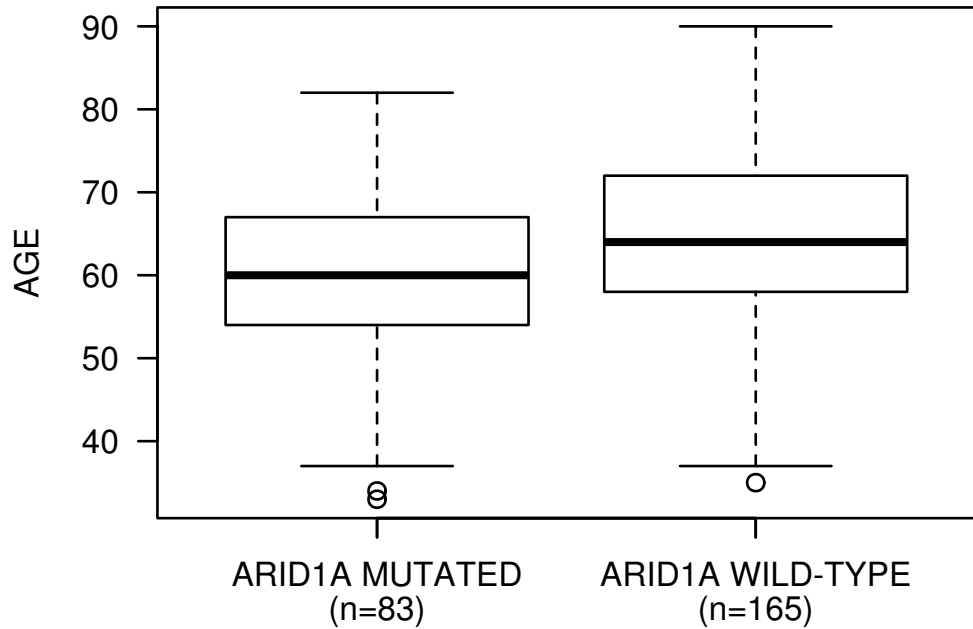 90
80
70
60
50
40
AGE
ARID1A MUTATED
(n=83)
ARID1A WILD-TYPE
(n=165)